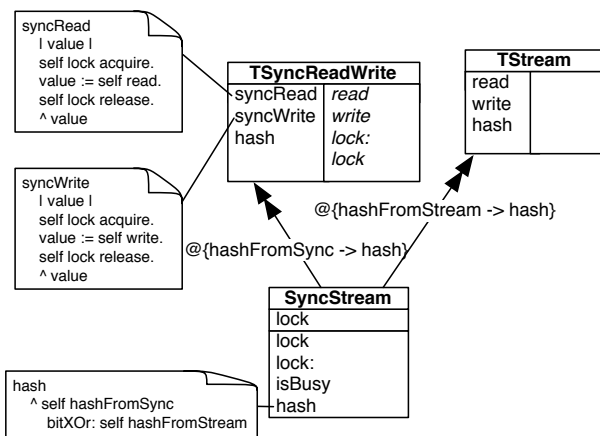 syncRead
| value |
self lock acquire.
value := self read.
self lock release.
^ value
syncWrite
| value |
self lock acquire.
value := self write.
self lock release.
^ value
TSyncReadWrite
syncRead
syncWrite
hash
read
write
lock:
lock
TStream
read
write
hash
@{hashFromStream -> hash}
@{hashFromSync -> hash}
SyncStream
lock
lock
lock:
isBusy
hash
hash
^ self hashFromSync
bitXOr: self hashFromStream